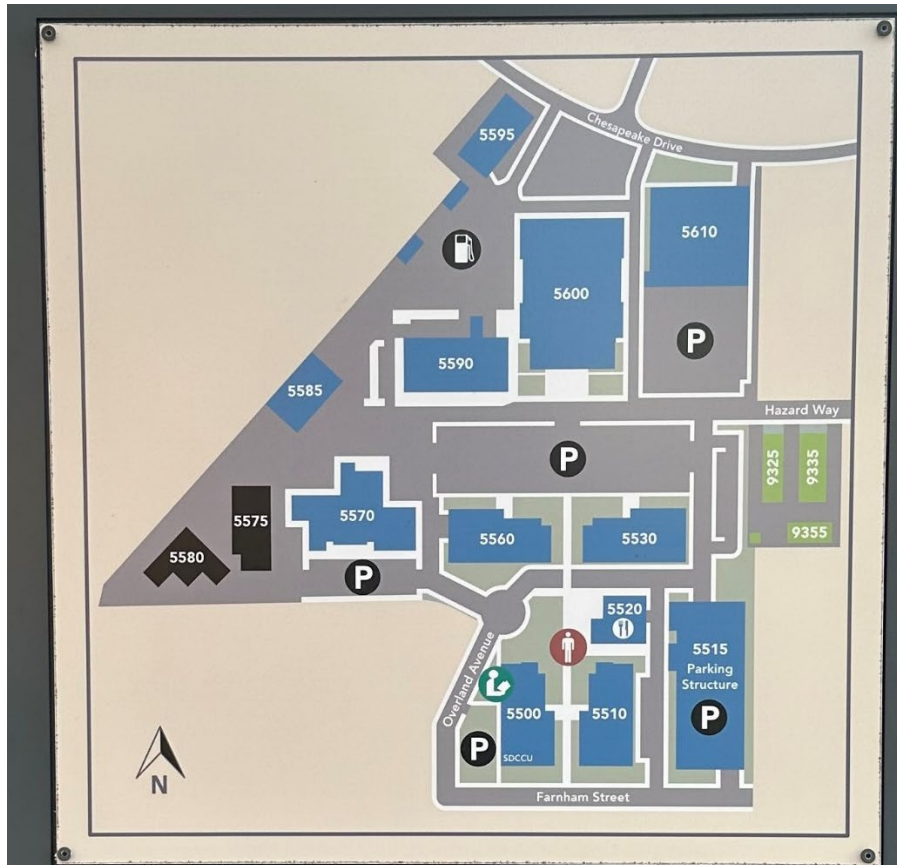 Chesapeake Drive
5595
5610
5600
P
5590
5585
Hazard Way
P
9325
9335
5575
5570
5560
5530
9355
5580
P
5520
Overland Avenue
5515
Parking
Structure
5500
5510
P
P
SDCCU
N
Farnham Street